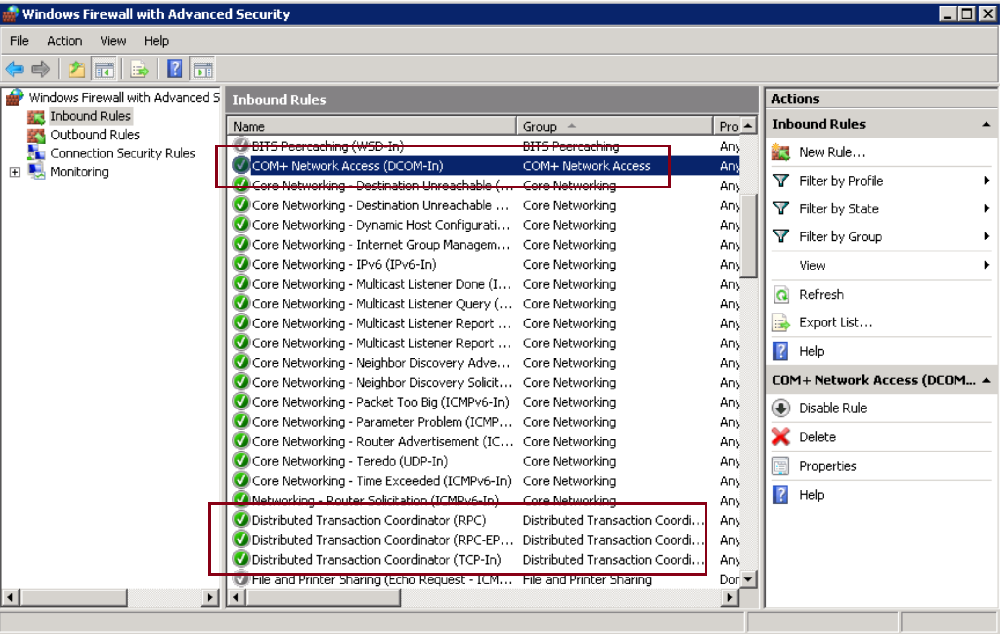 Windows Firewall with Advanced Security
File Action View Help
Windows Firewall with Advanced S
Inbound Rules
Outbound Rules
Connection Security Rules
Monitoring
Inbound Rules
Name Group Pro
BITS Peercaching (WSD-In) BITS Peercaching Any
COM+ Network Access (DCOM-In) COM+ Network Access Any
Core Networking - Destination Unreachable (... Core Networking Any
Core Networking - Destination Unreachable ... Core Networking Any
Core Networking - Dynamic Host Configurati... Core Networking Any
Core Networking - Internet Group Managem... Core Networking Any
Core Networking - IPv6 (IPv6-In) Core Networking Any
Core Networking - Multicast Listener Done (I... Core Networking Any
Core Networking - Multicast Listener Query (... Core Networking Any
Core Networking - Multicast Listener Report ... Core Networking Any
Core Networking - Multicast Listener Report ... Core Networking Any
Core Networking - Neighbor Discovery Adve... Core Networking Any
Core Networking - Neighbor Discovery Solicit... Core Networking Any
Core Networking - Packet Too Big (ICMPv6-In) Core Networking Any
Core Networking - Parameter Problem (ICMP... Core Networking Any
Core Networking - Router Advertisement (IC... Core Networking Any
Core Networking - Teredo (UDP-In) Core Networking Any
Core Networking - Time Exceeded (ICMPv6-In) Core Networking Any
Networking - Router Solicitation (ICMPv6-In) Core Networking Any
Distributed Transaction Coordinator (RPC) Distributed Transaction Coordi... Any
Distributed Transaction Coordinator (RPC-EP... Distributed Transaction Coordi... Any
Distributed Transaction Coordinator (TCP-In) Distributed Transaction Coordi... Any
File and Printer Sharing (Echo Request - ICM... File and Printer Sharing Dor
Actions
Inbound Rules
New Rule...
Filter by Profile
Filter by State
Filter by Group
View
Refresh
Export List...
Help
COM+ Network Access (DCOM...
Disable Rule
Delete
Properties
Help